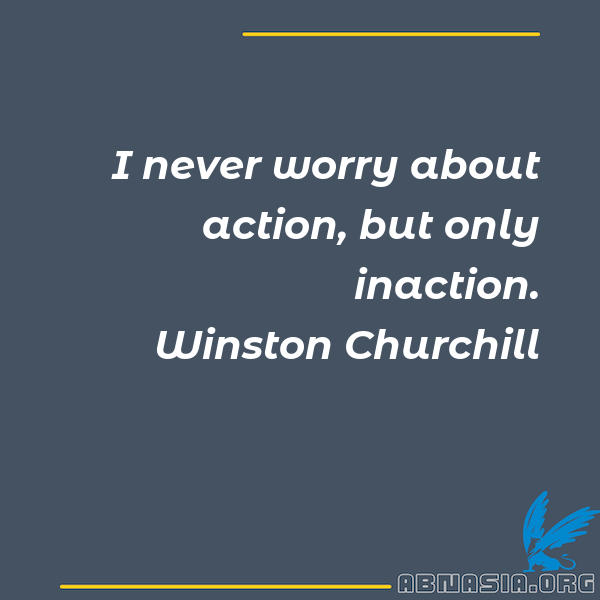 I never worry about
action, but only
inaction.
Winston Churchill
ABNASIA.ORG